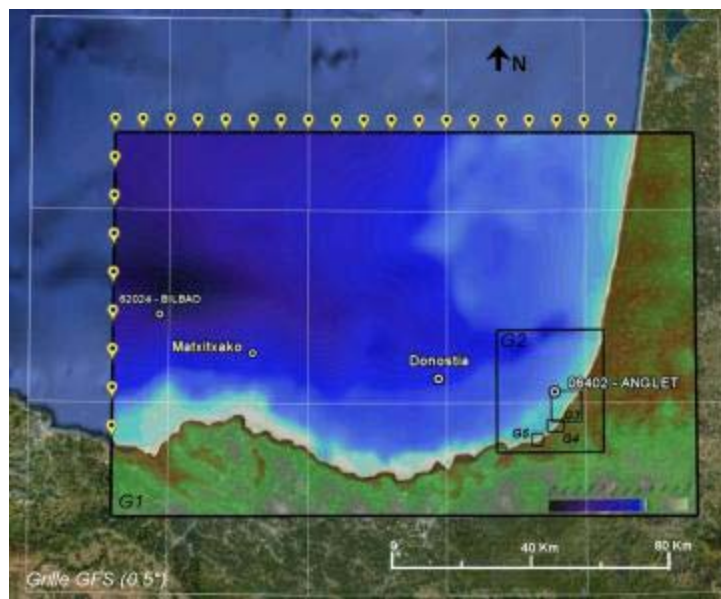 N
62024 - BILBAO
Matxitxako
Donostia
G2
06402 - ANGLET
G3
G4
G5
G1
0 40 Km 80 Km
Grille GFS (0.5°)